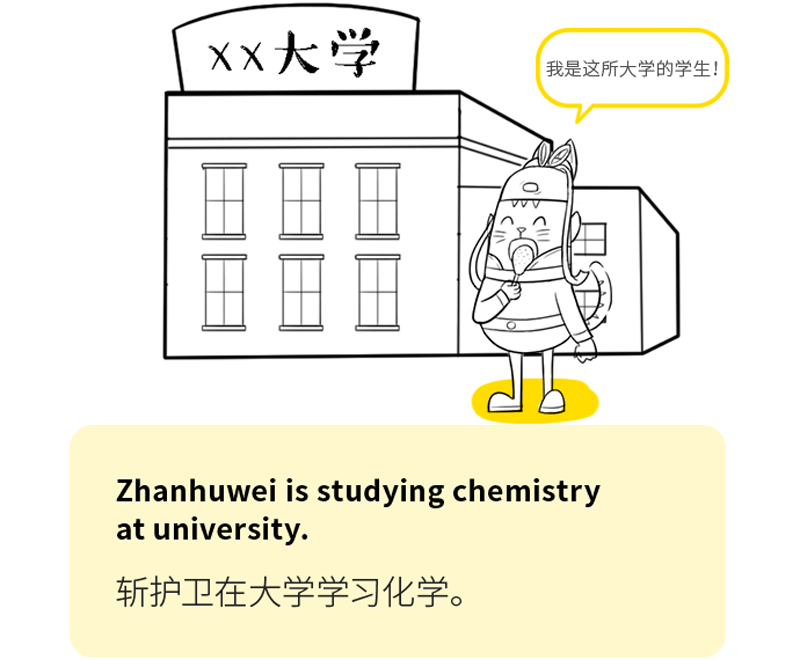 xx大学
我是这所大学的学生!
Zhanhuwei is studying chemistry
at university.
斩护卫在大学学习化学。